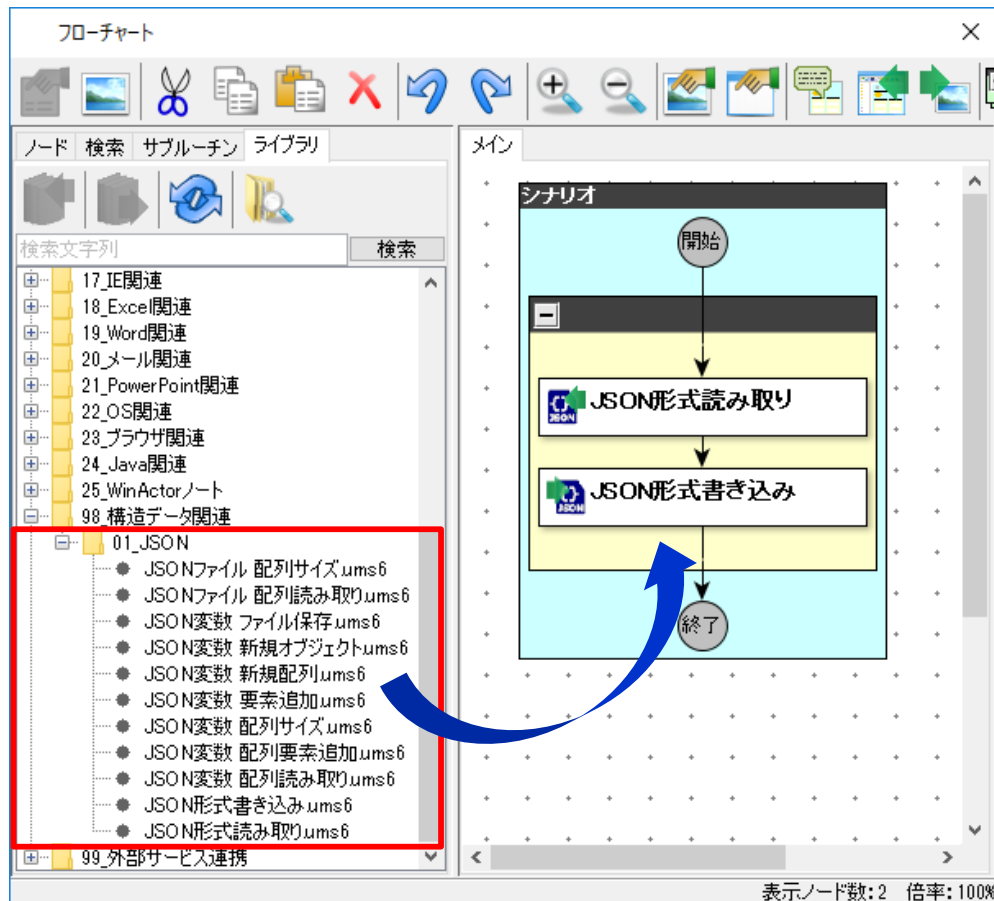 フローチャート
ノード 検索 サブルーチン ライブラリ
検索文字列 検索
17_IE関連
18_Excel関連
19_Word関連
20_メール関連
21_PowerPoint関連
22_OS関連
23_ブラウザ関連
24_Java関連
25_WinActorノート
98_構造データ関連
01_JSON
JSONファイル 配列サイズ.ums6
JSONファイル 配列読み取り.ums6
JSON変数 ファイル保存.ums6
JSON変数 新規オブジェクト.ums6
JSON変数 新規配列.ums6
JSON変数 要素追加.ums6
JSON変数 配列サイズ.ums6
JSON変数 配列要素追加.ums6
JSON変数 配列読み取り.ums6
JSON形式書き込み.ums6
JSON形式読み取り.ums6
99_外部サービス連携
メイン
シナリオ
開始
{} JSON
JSON形式読み取り
{} JSON
JSON形式書き込み
終了
表示ノード数:2 倍率:100%